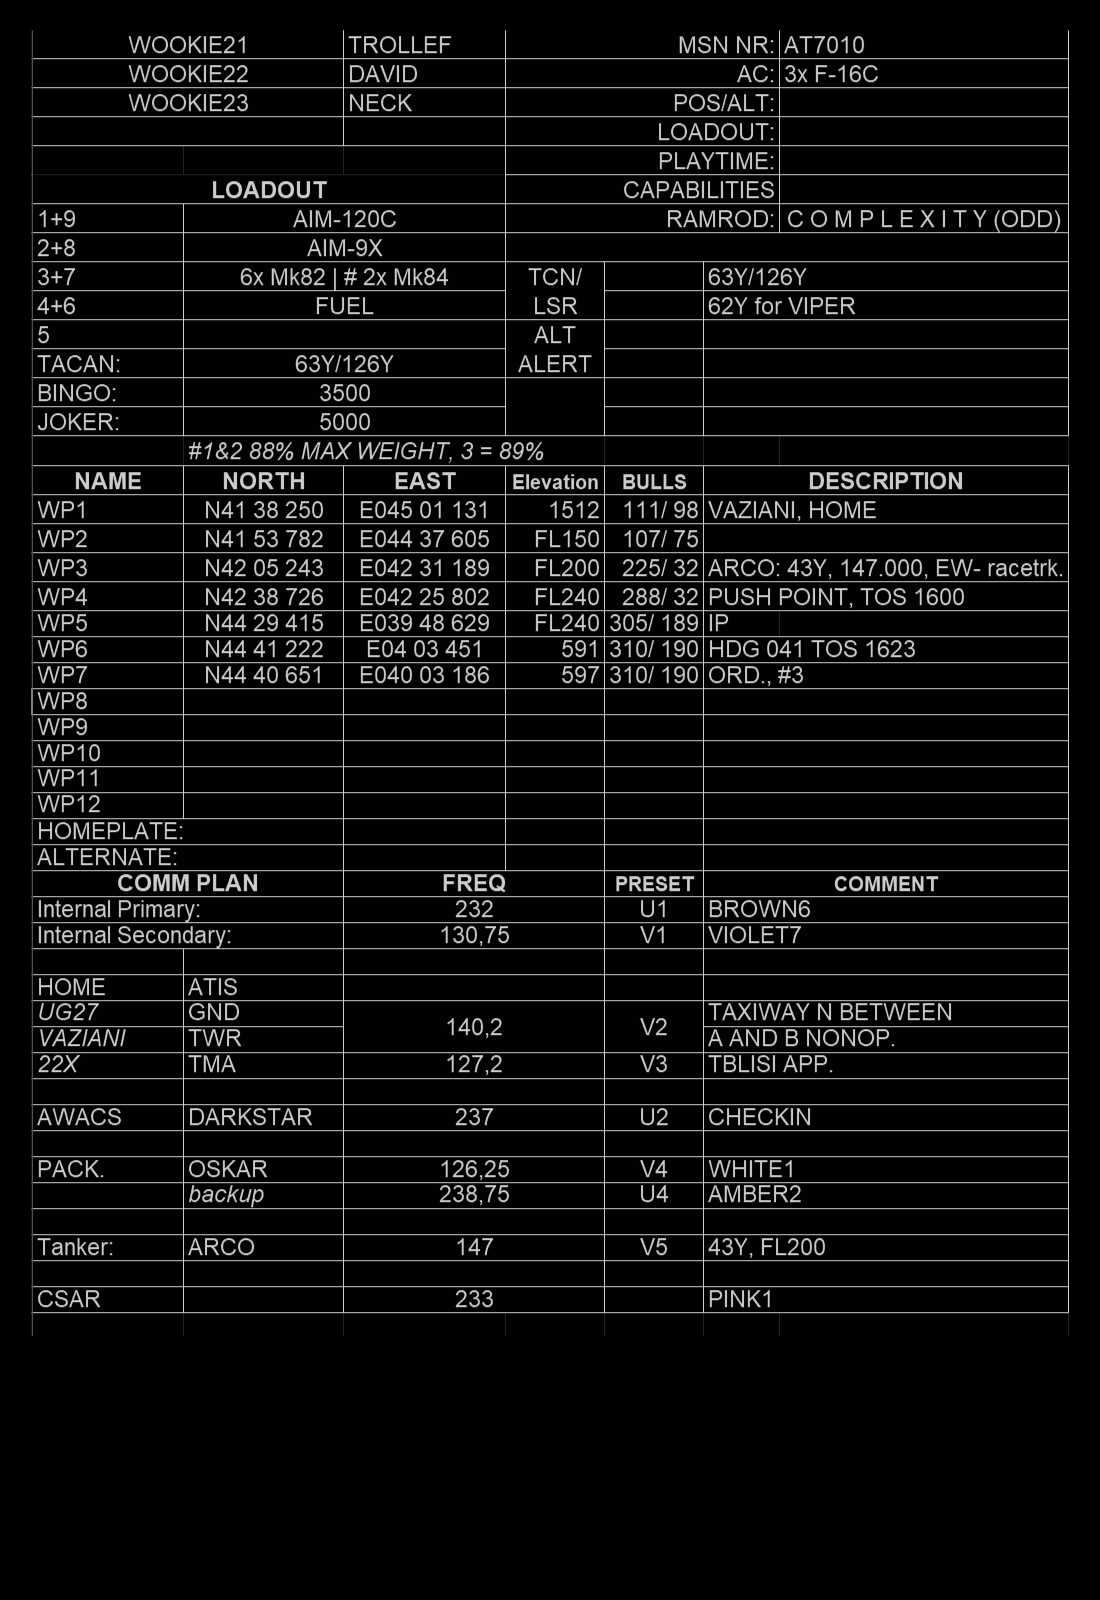 WOOKIE21 TROLLEF MSN NR: AT7010
WOOKIE22 DAVID AC: 3x F-16C
WOOKIE23 NECK POS/ALT:
LOADOUT:
PLAYTIME:
LOADOUT CAPABILITIES
1+9 AIM-120C RAMROD: C O M P L E X I T Y (ODD)
2+8 AIM-9X
3+7 6x Mk82 | # 2x Mk84 TCN/ 63Y/126Y
4+6 FUEL LSR 62Y for VIPER
5 ALT
TACAN: 63Y/126Y ALERT
BINGO: 3500
JOKER: 5000
#1&2 88% MAX WEIGHT, 3 = 89%
NAME NORTH EAST Elevation BULLS DESCRIPTION
WP1 N41 38 250 E045 01 131 1512 111/ 98 VAZIANI, HOME
WP2 N41 53 782 E044 37 605 FL150 107/ 75
WP3 N42 05 243 E042 31 189 FL200 225/ 32 ARCO: 43Y, 147.000, EW- racetrk.
WP4 N42 38 726 E042 25 802 FL240 288/ 32 PUSH POINT, TOS 1600
WP5 N44 29 415 E039 48 629 FL240 305/ 189 IP
WP6 N44 41 222 E04 03 451 591 310/ 190 HDG 041 TOS 1623
WP7 N44 40 651 E040 03 186 597 310/ 190 ORD., #3
WP8
WP9
WP10
WP11
WP12
HOMEPLATE:
ALTERNATE:
COMM PLAN FREQ PRESET COMMENT
Internal Primary: 232 U1 BROWN6
Internal Secondary: 130,75 V1 VIOLET7
HOME ATIS
UG27 GND 140,2 V2 TAXIWAY N BETWEEN
VAZIANI TWR A AND B NONOP.
22X TMA 127,2 V3 TBLISI APP.
AWACS DARKSTAR 237 U2 CHECKIN
PACK. OSKAR 126,25 V4 WHITE1
backup 238,75 U4 AMBER2
Tanker: ARCO 147 V5 43Y, FL200
CSAR 233 PINK1